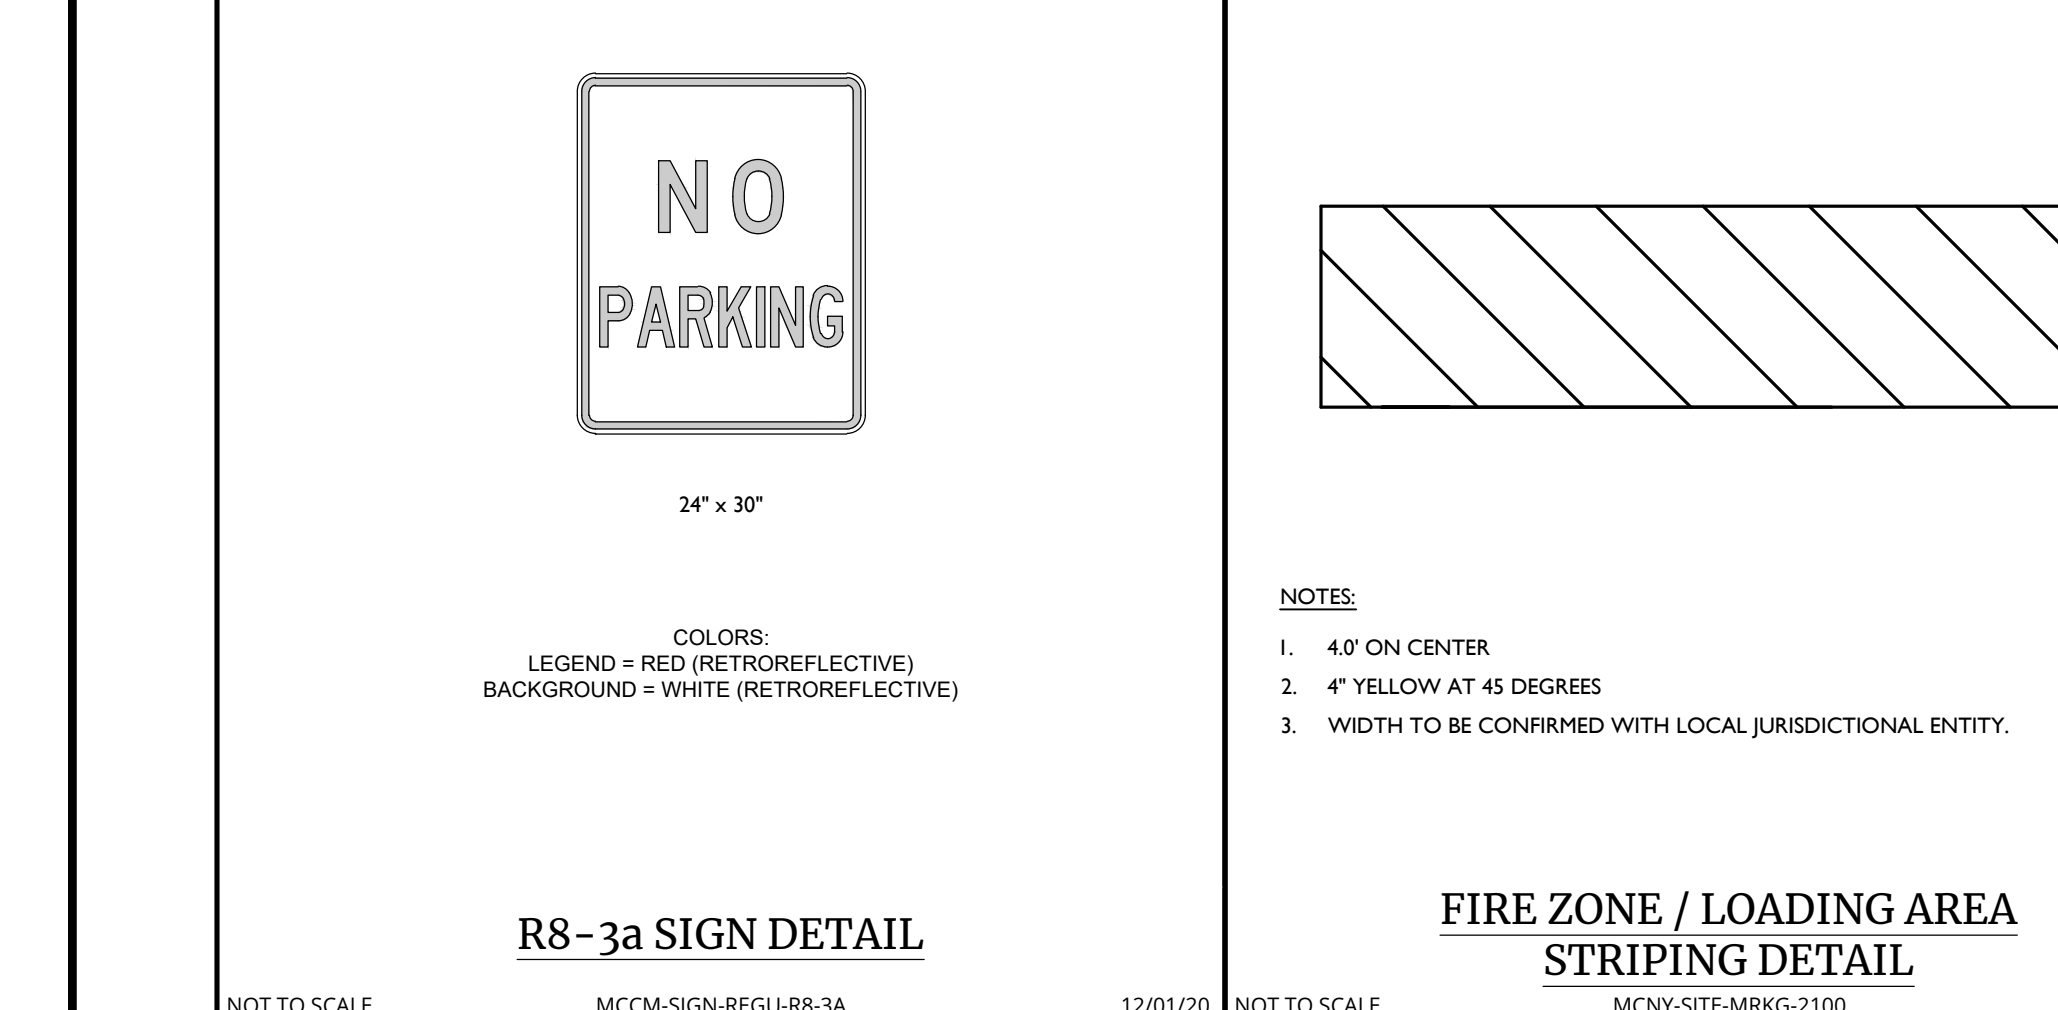 NO
PARKING
24" x 30"
COLORS:
LEGEND = RED (RETROREFLECTIVE)
BACKGROUND = WHITE (RETROREFLECTIVE)
R8-3a SIGN DETAIL
NOT TO SCALE
MCCM-SIGN-REGU-R8-3A
12/01/20
NOTES:
1. 4.0' ON CENTER
2. 4" YELLOW AT 45 DEGREES
3. WIDTH TO BE CONFIRMED WITH LOCAL JURISDICTIONAL ENTITY.
FIRE ZONE / LOADING AREA
STRIPING DETAIL
NOT TO SCALE
MCNY-SITE-MRKG-2100